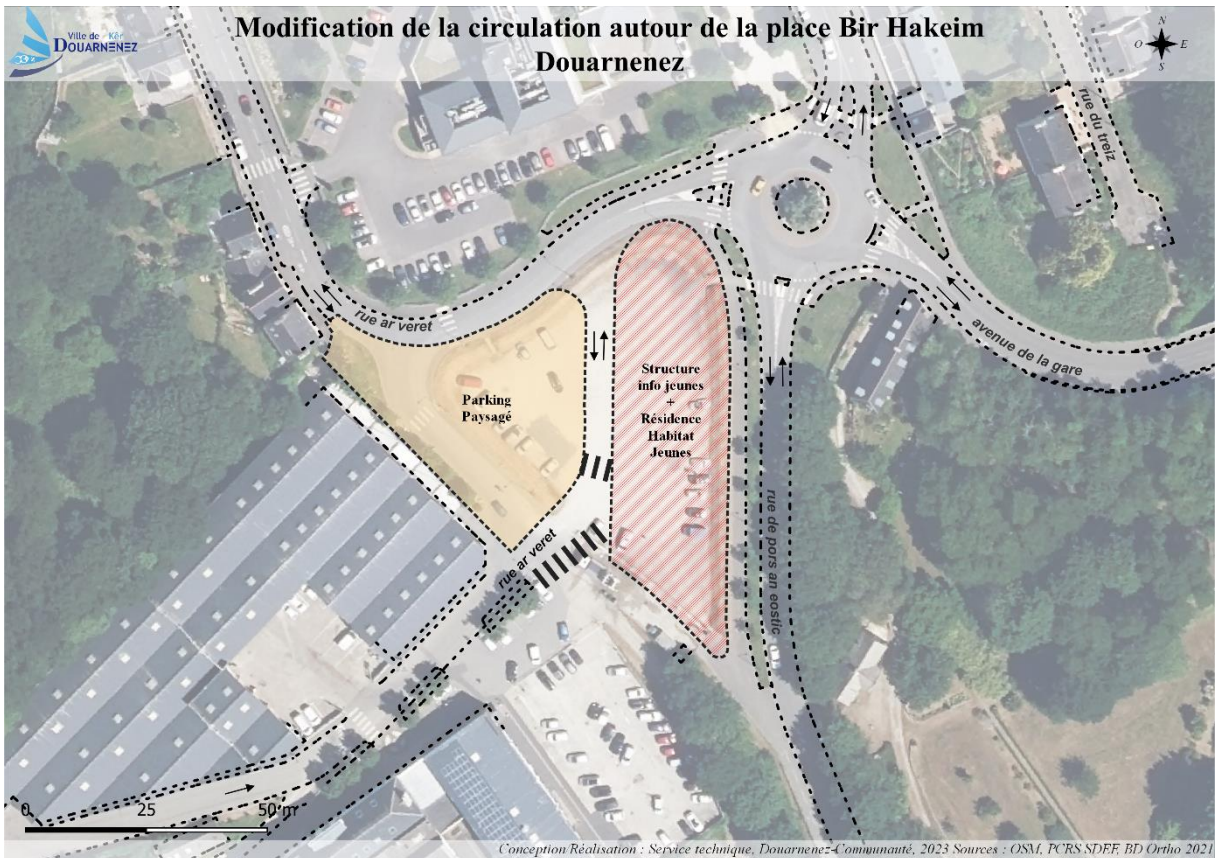 Ville de - Kêr
DOUARNENEZ
Modification de la circulation autour de la place Bir Hakeim
Douarnenez
N
O E
S
rue du treiz
rue ar veret
avenue de la gare
Structure
info jeunes
+
Résidence
Habitat
Jeunes
Parking
Paysagé
rue ar veret
rue de pors an eostic
0 25 50 m
Conception/Réalisation : Service technique, Douarnenez-Communauté, 2023 Sources : OSM, PCRS SDEF, BD Ortho 2021